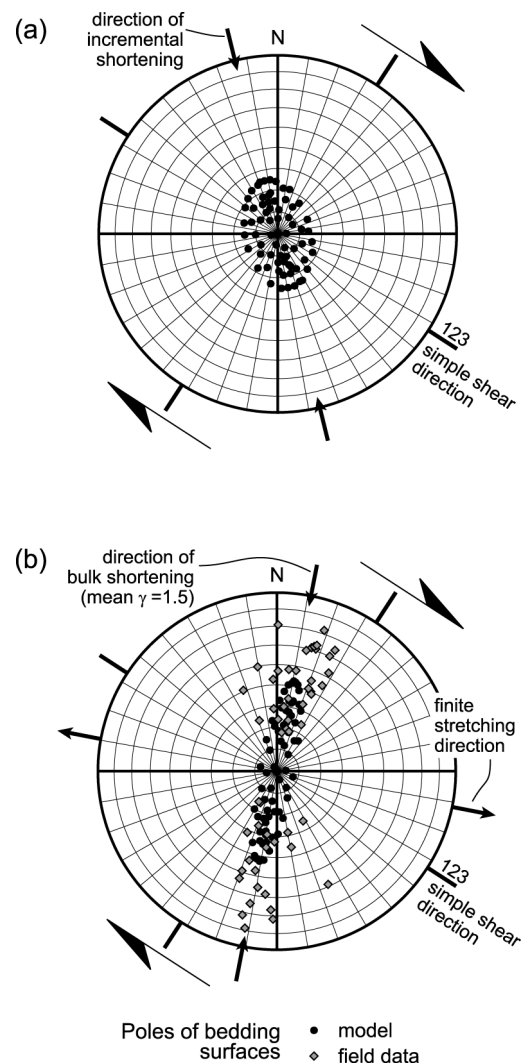 (a)
direction of
incremental
shortening
N
123
simple shear
direction
(b)
direction of
bulk shortening
(mean γ =1.5)
N
finite
stretching
direction
123
simple shear
direction
Poles of bedding
surfaces
model
field data